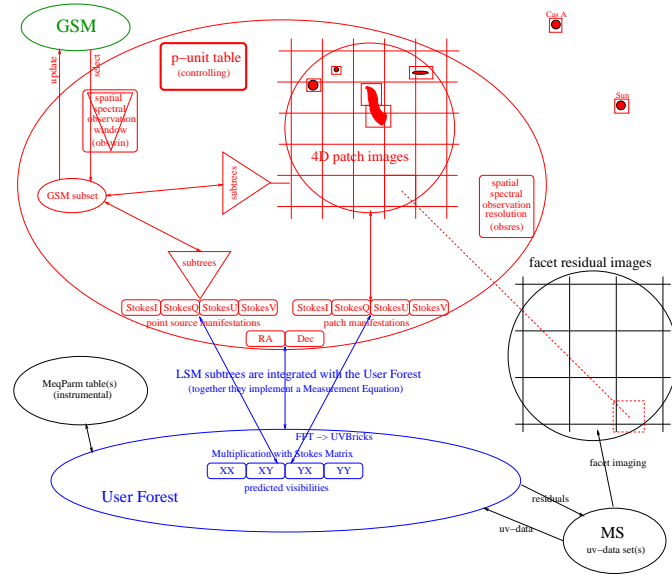 GSM
Cas A
update
select
p-unit table
(controlling)
Sun
spatial
spectral
observation
window
(obswin)
4D patch images
GSM subset
subtrees
spatial
spectral
observation
resolution
(obsres)
subtrees
facet residual images
StokesI StokesQ StokesU StokesV
StokesI StokesQ StokesU StokesV
point source manifestations
patch manifestations
RA Dec
LSM subtrees are integrated with the User Forest
(together they implement a Measurement Equation)
MeqParm table(s)
(instrumental)
FFT -> UVBricks
Multiplication with Stokes Matrix
XX XY YX YY
predicted visibilities
facet imaging
User Forest
residuals
uv-data
MS
uv-data set(s)